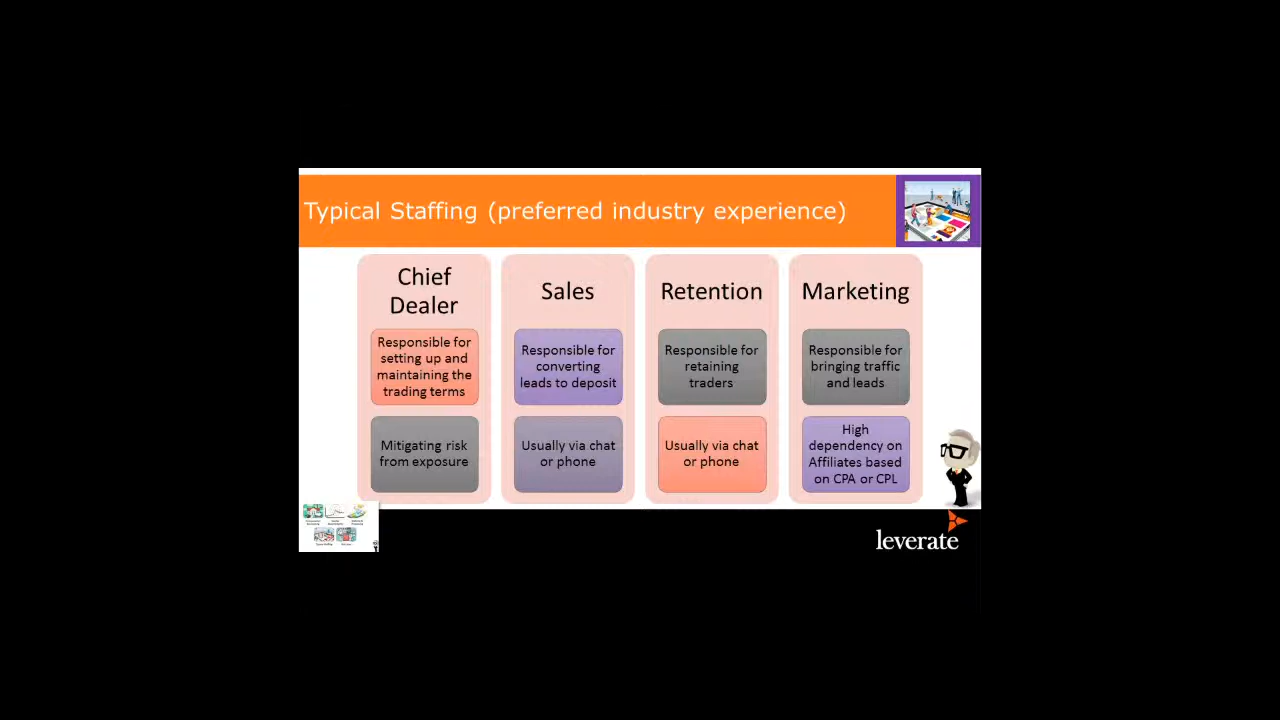 Typical Staffing (preferred industry experience)
Chief
Dealer
Responsible for
setting up and
maintaining the
trading terms
Mitigating risk
from exposure
Sales
Responsible for
converting
leads to deposit
Usually via chat
or phone
Retention
Responsible for
retaining
traders
Usually via chat
or phone
Marketing
Responsible for
bringing traffic
and leads
High
dependency on
Affiliates based
on CPA or CPL
leverate